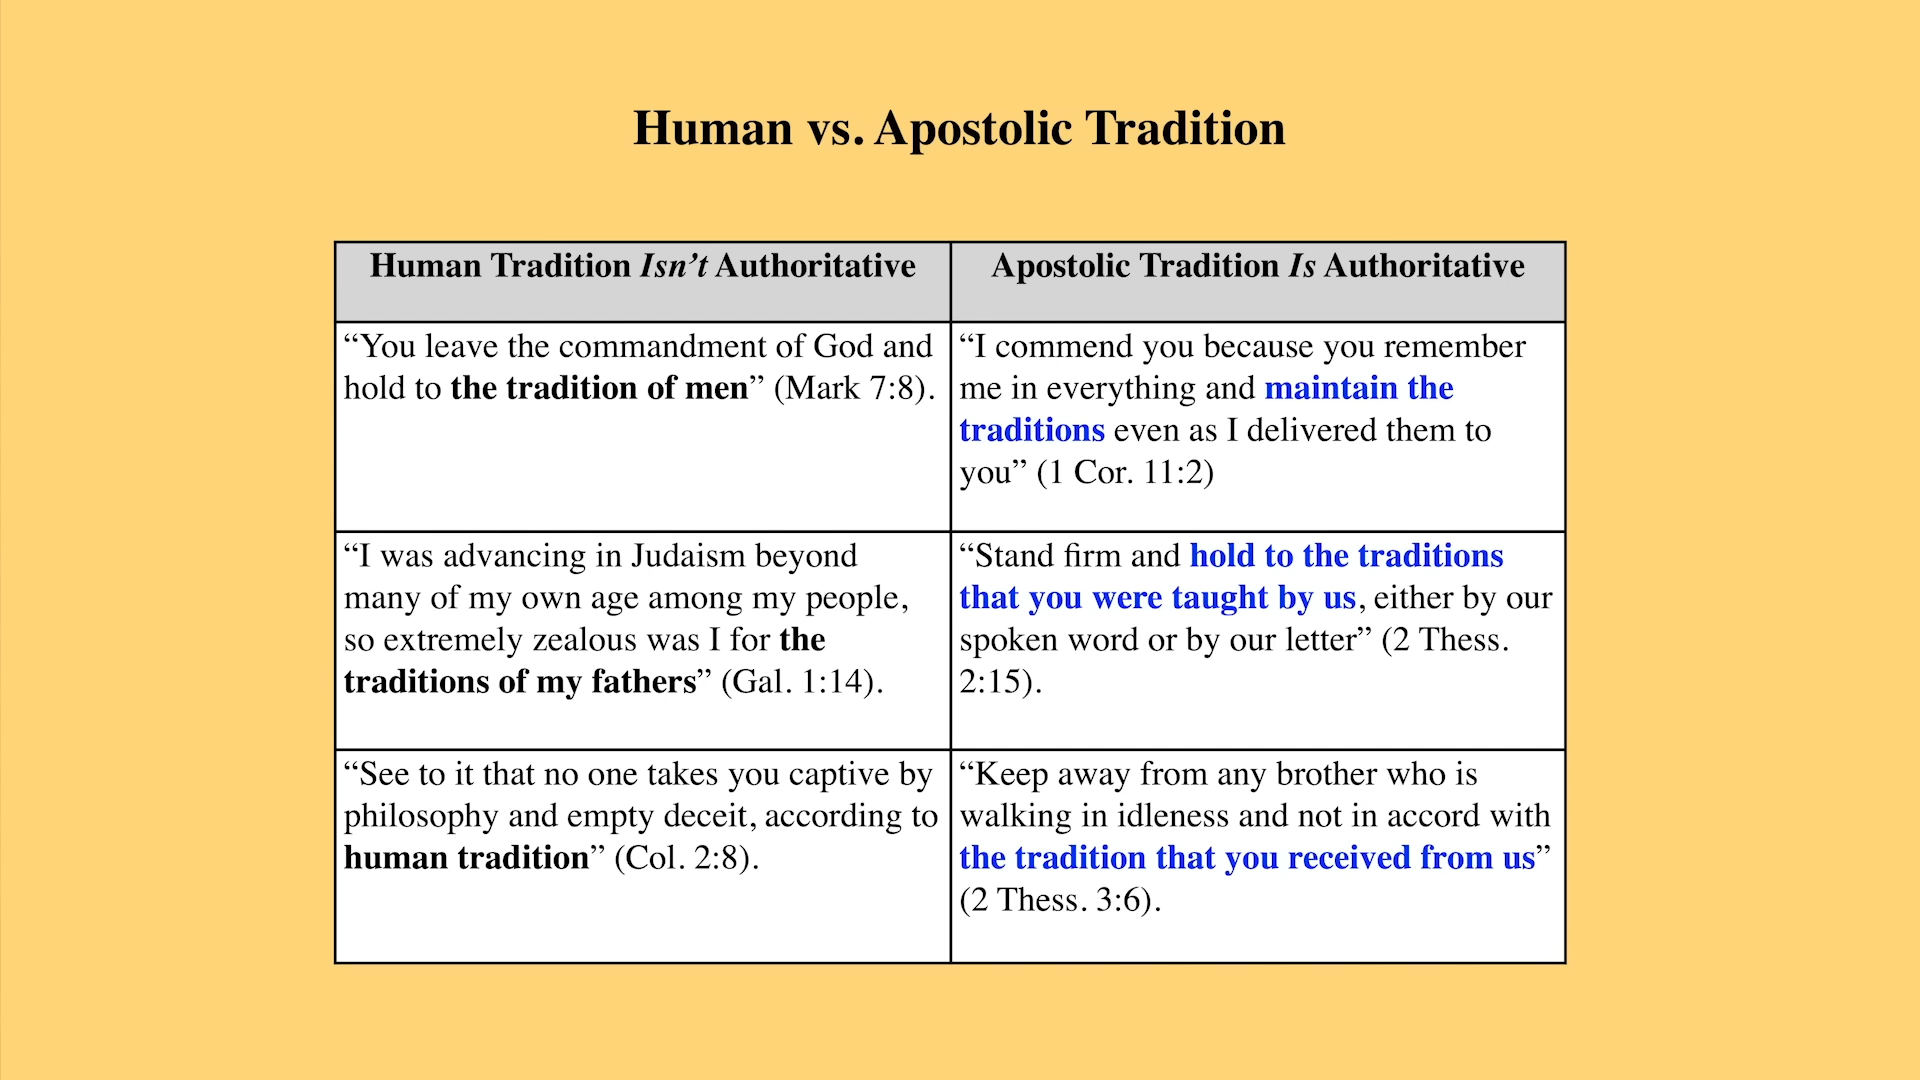 Human vs. Apostolic Tradition
Human Tradition Isn’t Authoritative
Apostolic Tradition Is Authoritative
“You leave the commandment of God and
hold to the tradition of men” (Mark 7:8).
“I commend you because you remember
me in everything and maintain the
traditions even as I delivered them to
you” (1 Cor. 11:2)
“I was advancing in Judaism beyond
many of my own age among my people,
so extremely zealous was I for the
traditions of my fathers” (Gal. 1:14).
“Stand firm and hold to the traditions
that you were taught by us, either by our
spoken word or by our letter” (2 Thess.
2:15).
“See to it that no one takes you captive by
philosophy and empty deceit, according to
human tradition” (Col. 2:8).
“Keep away from any brother who is
walking in idleness and not in accord with
the tradition that you received from us”
(2 Thess. 3:6).